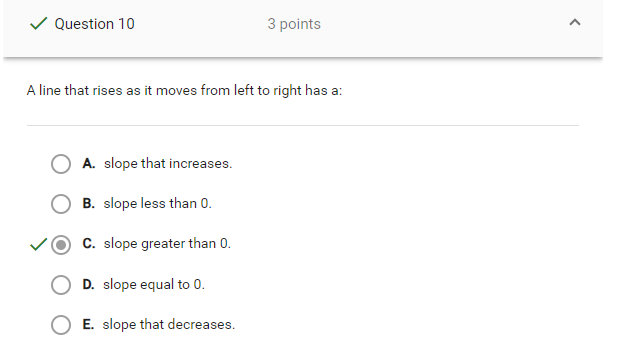 Question 10 3 points
A line that rises as it moves from left to right has a:
A. slope that increases.
B. slope less than 0.
C. slope greater than 0.
D. slope equal to 0.
E. slope that decreases.